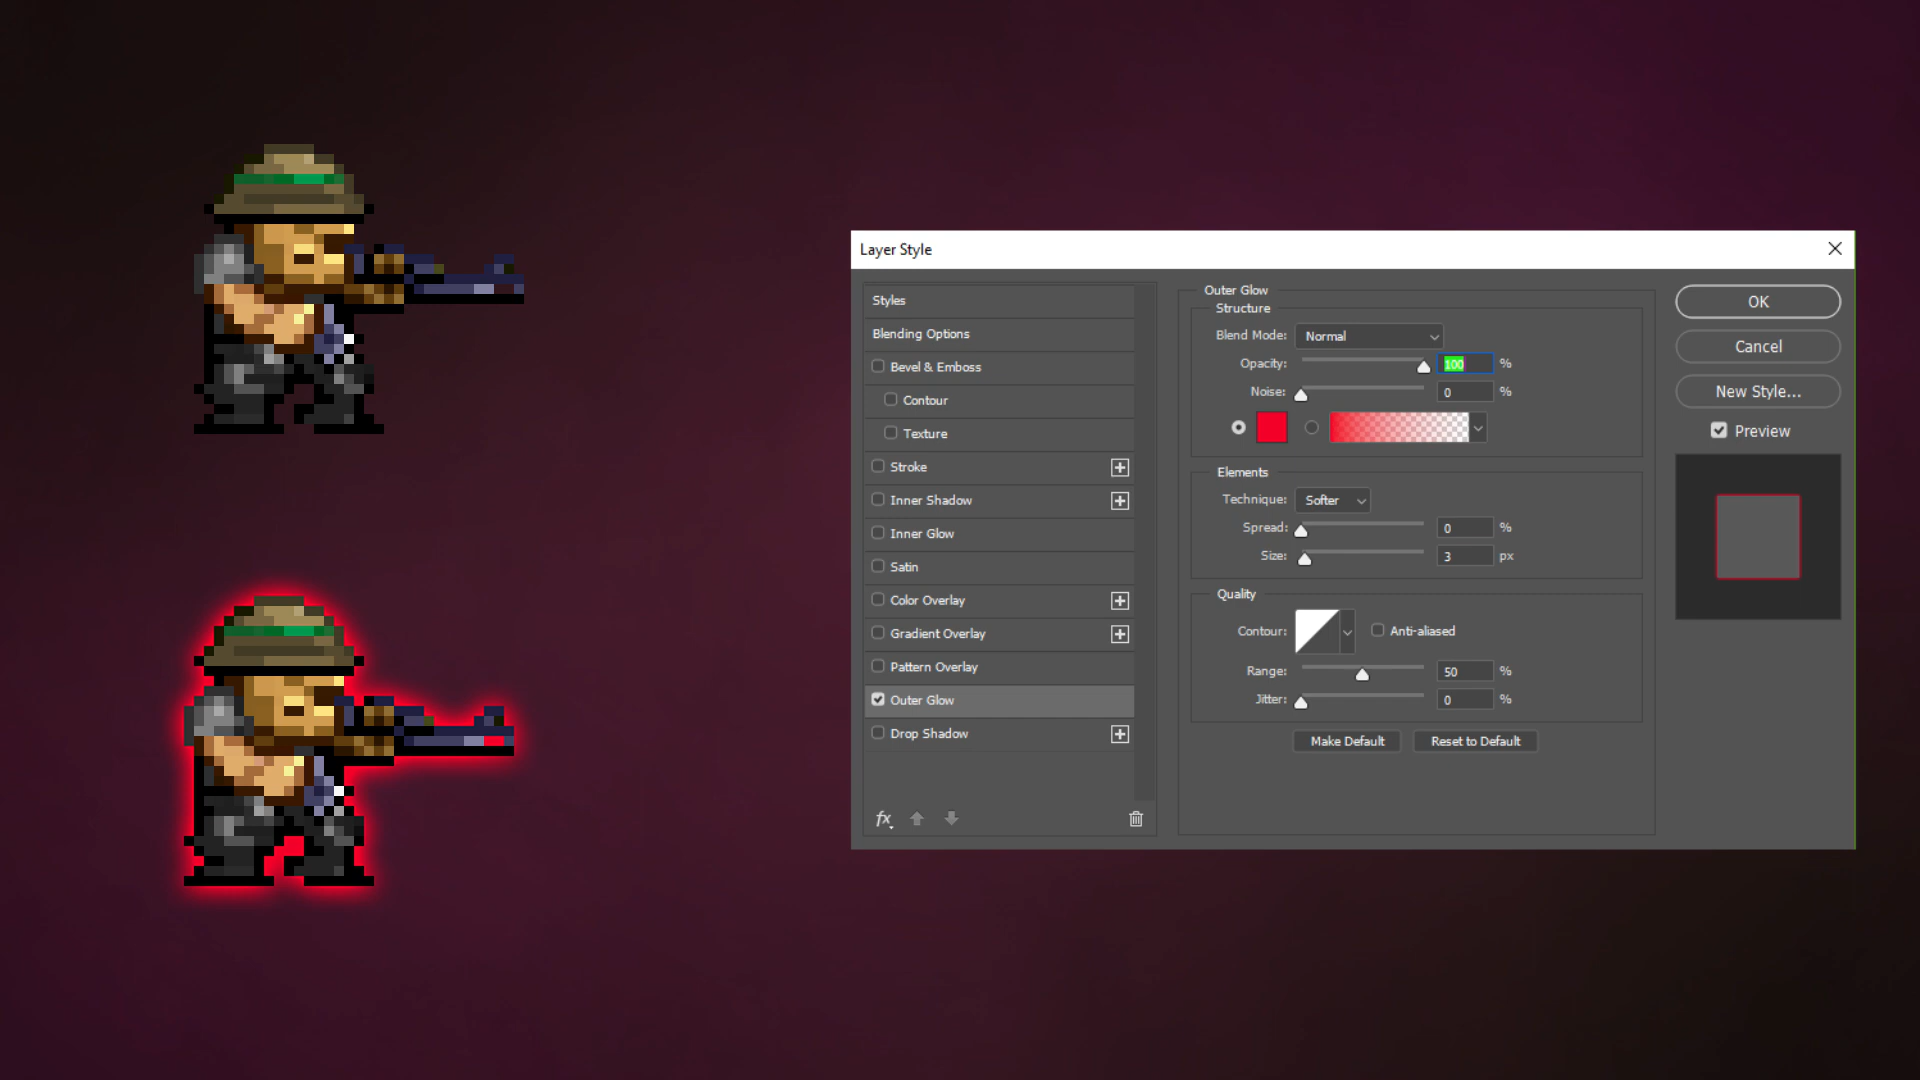 Layer Style
Styles
Blending Options
Bevel & Emboss
Contour
Texture
Stroke
Inner Shadow
Inner Glow
Satin
Color Overlay
Gradient Overlay
Pattern Overlay
Outer Glow
Drop Shadow
fx
Outer Glow
Structure
Blend Mode: Normal
Opacity: 100 %
Noise: 0 %
Elements
Technique: Softer
Spread: 0 %
Size: 3 px
Quality
Contour: Anti-aliased
Range: 50 %
Jitter: 0 %
Make Default Reset to Default
OK
Cancel
New Style...
Preview